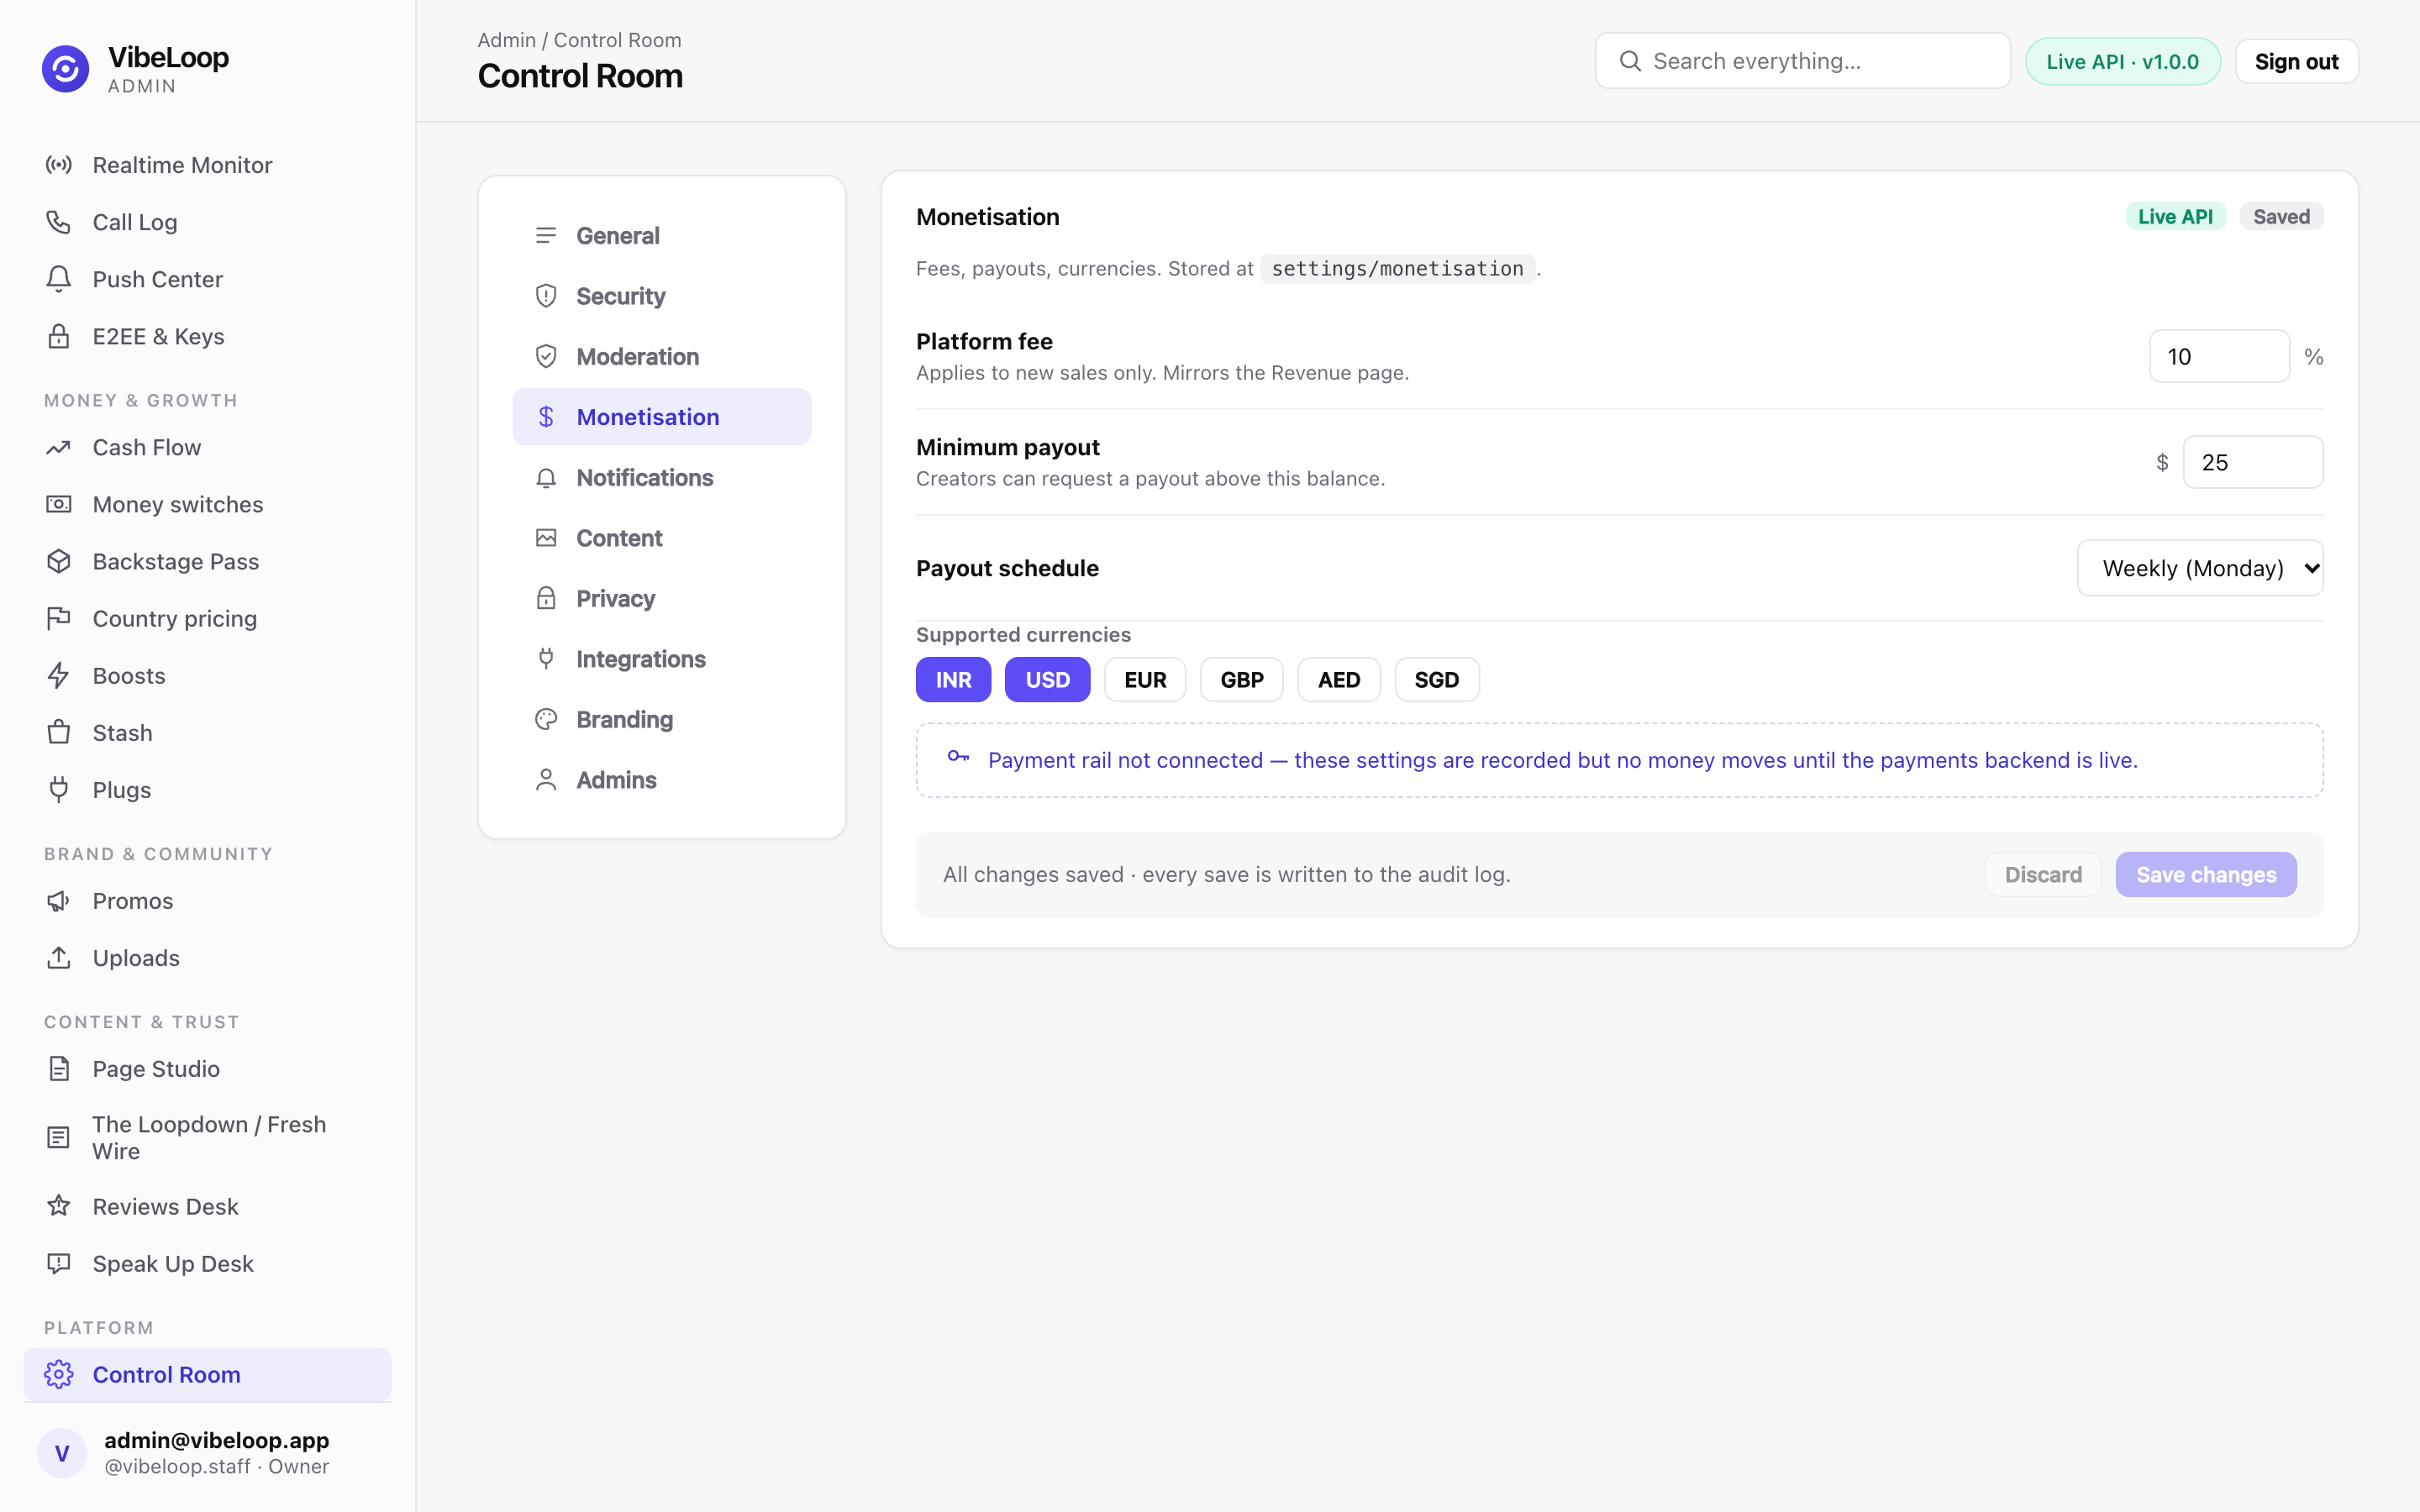 VibeLoop
ADMIN
Realtime Monitor
Call Log
Push Center
E2EE & Keys
MONEY & GROWTH
Cash Flow
Money switches
Backstage Pass
Country pricing
Boosts
Stash
Plugs
BRAND & COMMUNITY
Promos
Uploads
CONTENT & TRUST
Page Studio
The Loopdown / Fresh
Wire
Reviews Desk
Speak Up Desk
PLATFORM
Control Room
V
admin@vibeloop.app
@vibeloop.staff · Owner
Admin / Control Room
Control Room
Search everything...
Live API · v1.0.0
Sign out
General
Security
Moderation
Monetisation
Notifications
Content
Privacy
Integrations
Branding
Admins
Monetisation
Live API
Saved
Fees, payouts, currencies. Stored at settings/monetisation.
Platform fee
Applies to new sales only. Mirrors the Revenue page.
10 %
Minimum payout
Creators can request a payout above this balance.
$ 25
Payout schedule
Weekly (Monday)
Supported currencies
INR USD EUR GBP AED SGD
Payment rail not connected — these settings are recorded but no money moves until the payments backend is live.
All changes saved · every save is written to the audit log.
Discard
Save changes